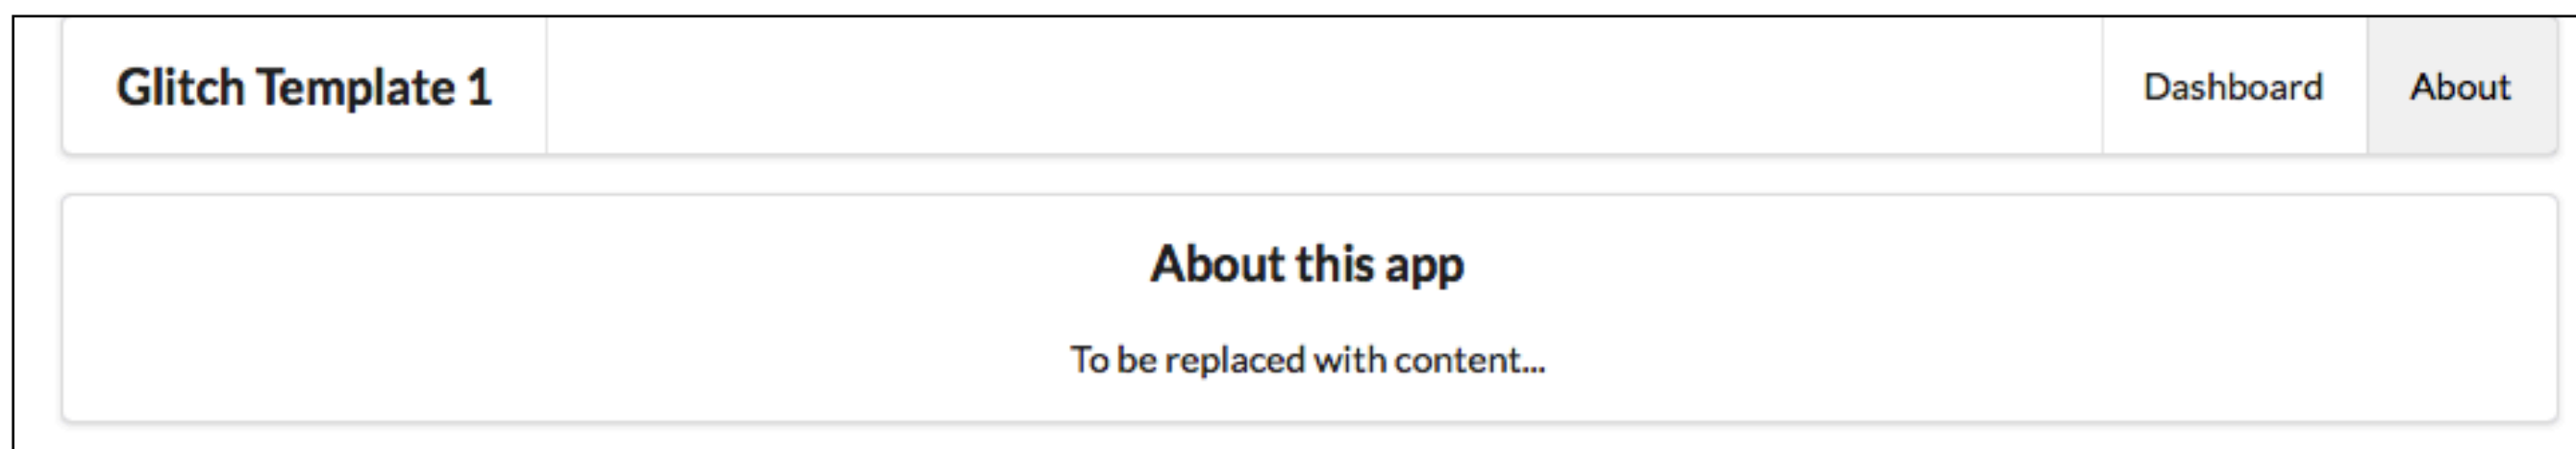 Glitch Template 1 Dashboard About
About this app
To be replaced with content...